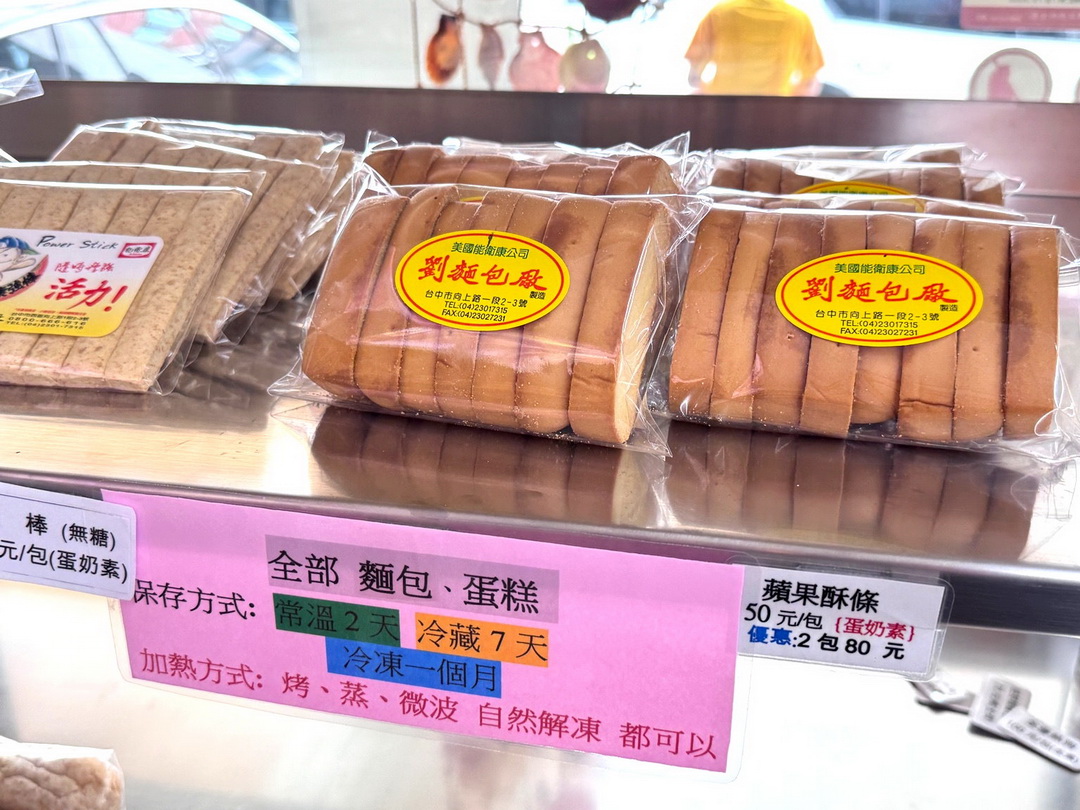 Power Stick
隨時補充
活力!
美國能衛康公司
劉麵包廠
製造
台中市向上路一段2-3號
TEL:(04)23017315
FAX:(04)23027231
美國能衛康公司
劉麵包廠
製造
台中市向上路一段2-3號
TEL:(04)23017315
FAX:(04)23027231
棒 (無糖)
元/包(蛋奶素)
全部 麵包、蛋糕
保存方式: 常溫 2 天 冷藏 7 天
冷凍一個月
加熱方式: 烤、蒸、微波 自然解凍 都可以
蘋果酥條
50 元/包 {蛋奶素}
優惠:2 包 80 元